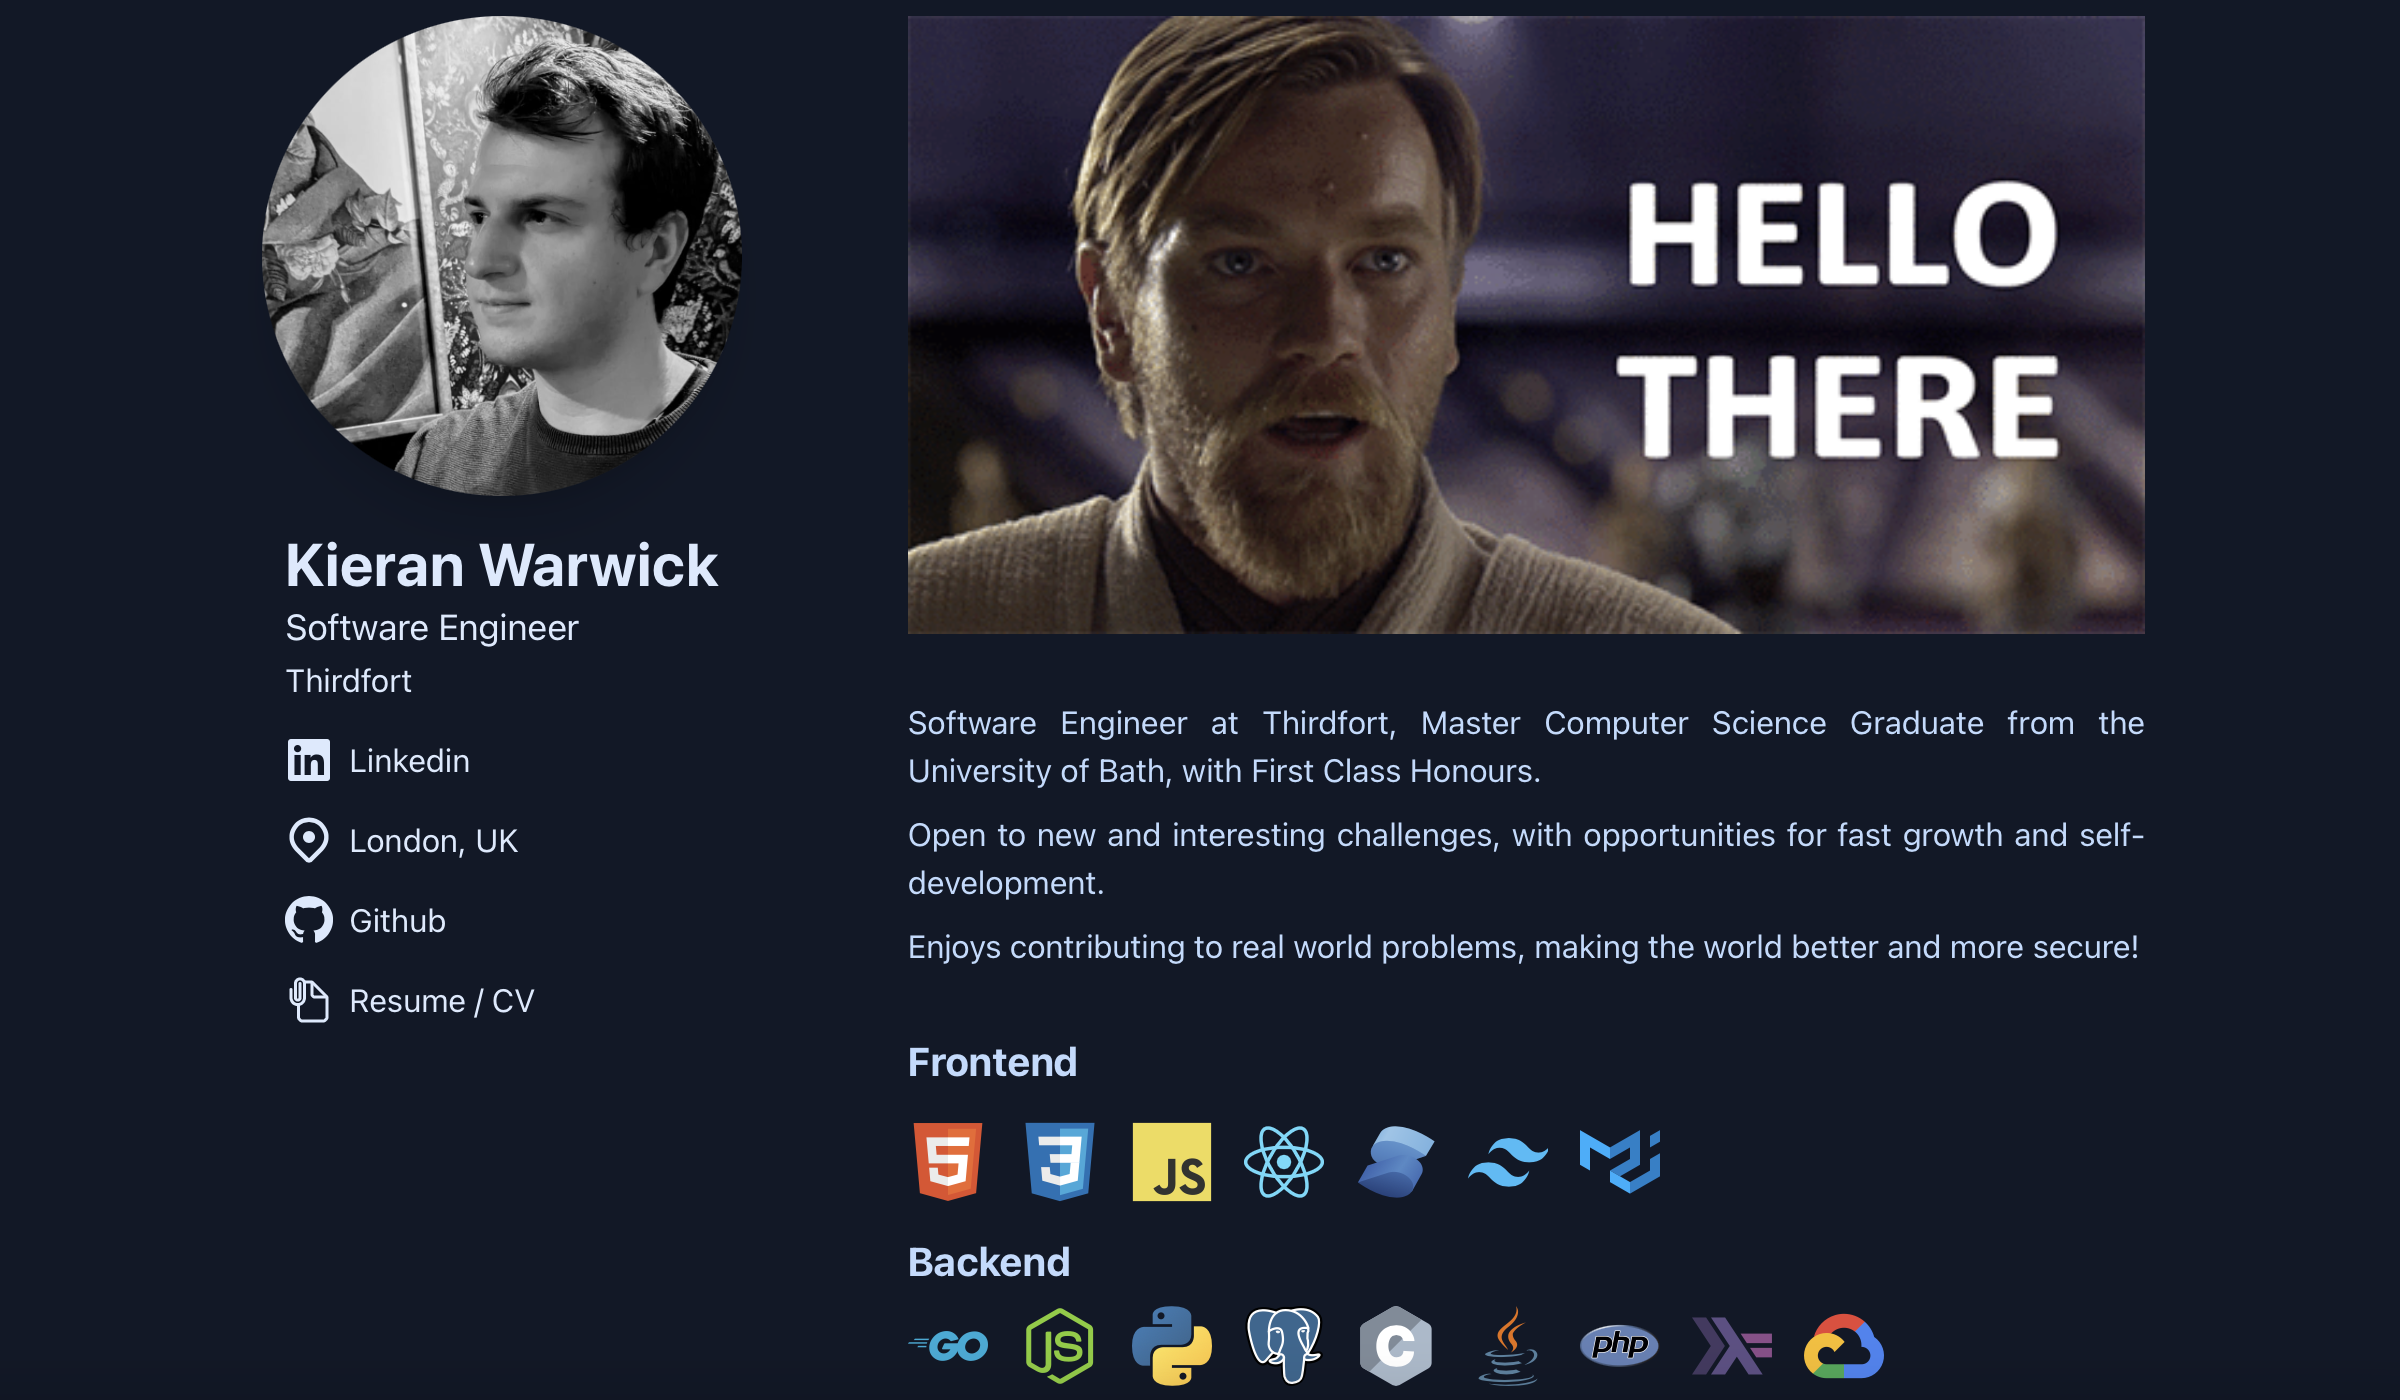 Kieran Warwick
Software Engineer
Thirdfort
in Linkedin
London, UK
Github
Resume / CV
HELLO
THERE
Software Engineer at Thirdfort, Master Computer Science Graduate from the
University of Bath, with First Class Honours.
Open to new and interesting challenges, with opportunities for fast growth and self-
development.
Enjoys contributing to real world problems, making the world better and more secure!
Frontend
5 3 JS
Backend
GO JS C php